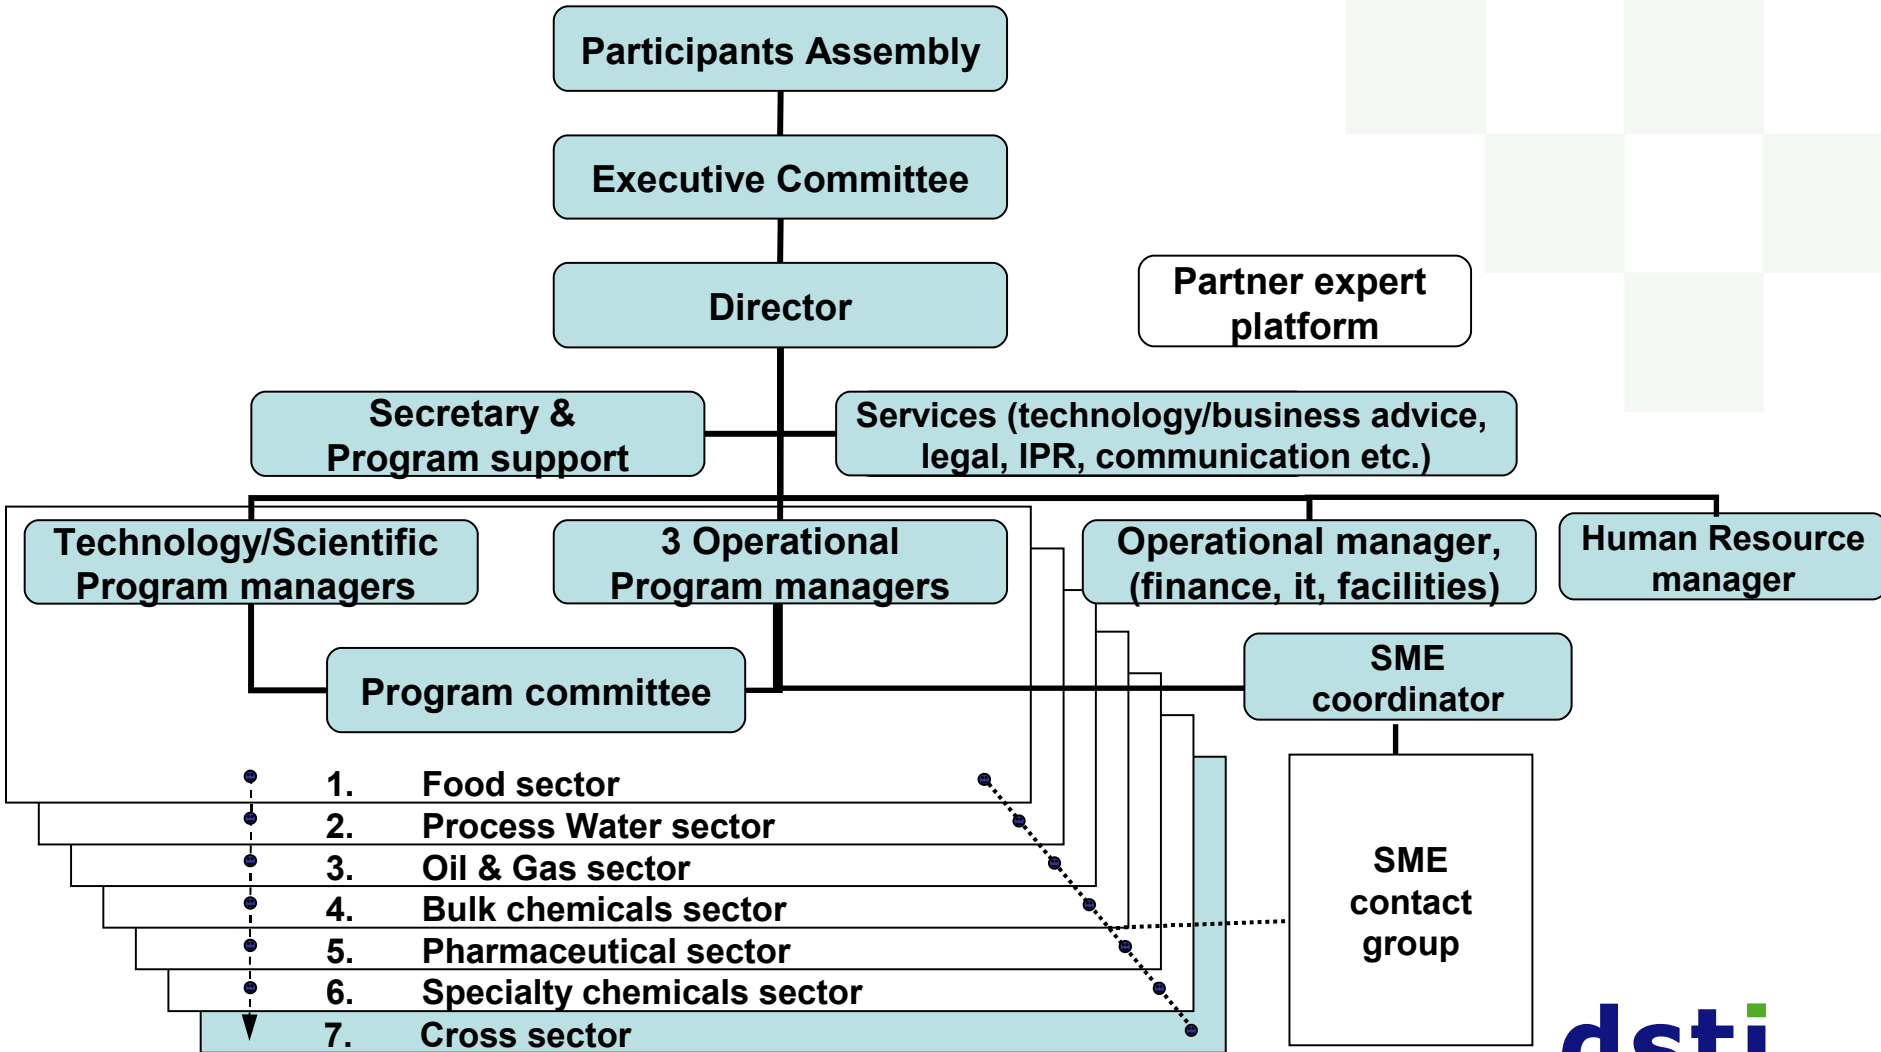 Participants Assembly
Executive Committee
Director
Partner expert
platform
Secretary &
Program support
Services (technology/business advice,
legal, IPR, communication etc.)
Technology/Scientific
Program managers
3 Operational
Program managers
Operational manager,
(finance, it, facilities)
Human Resource
manager
Program committee
SME
coordinator
1. Food sector
2. Process Water sector
3. Oil & Gas sector
4. Bulk chemicals sector
5. Pharmaceutical sector
6. Specialty chemicals sector
7. Cross sector
SME
contact
group
dsti